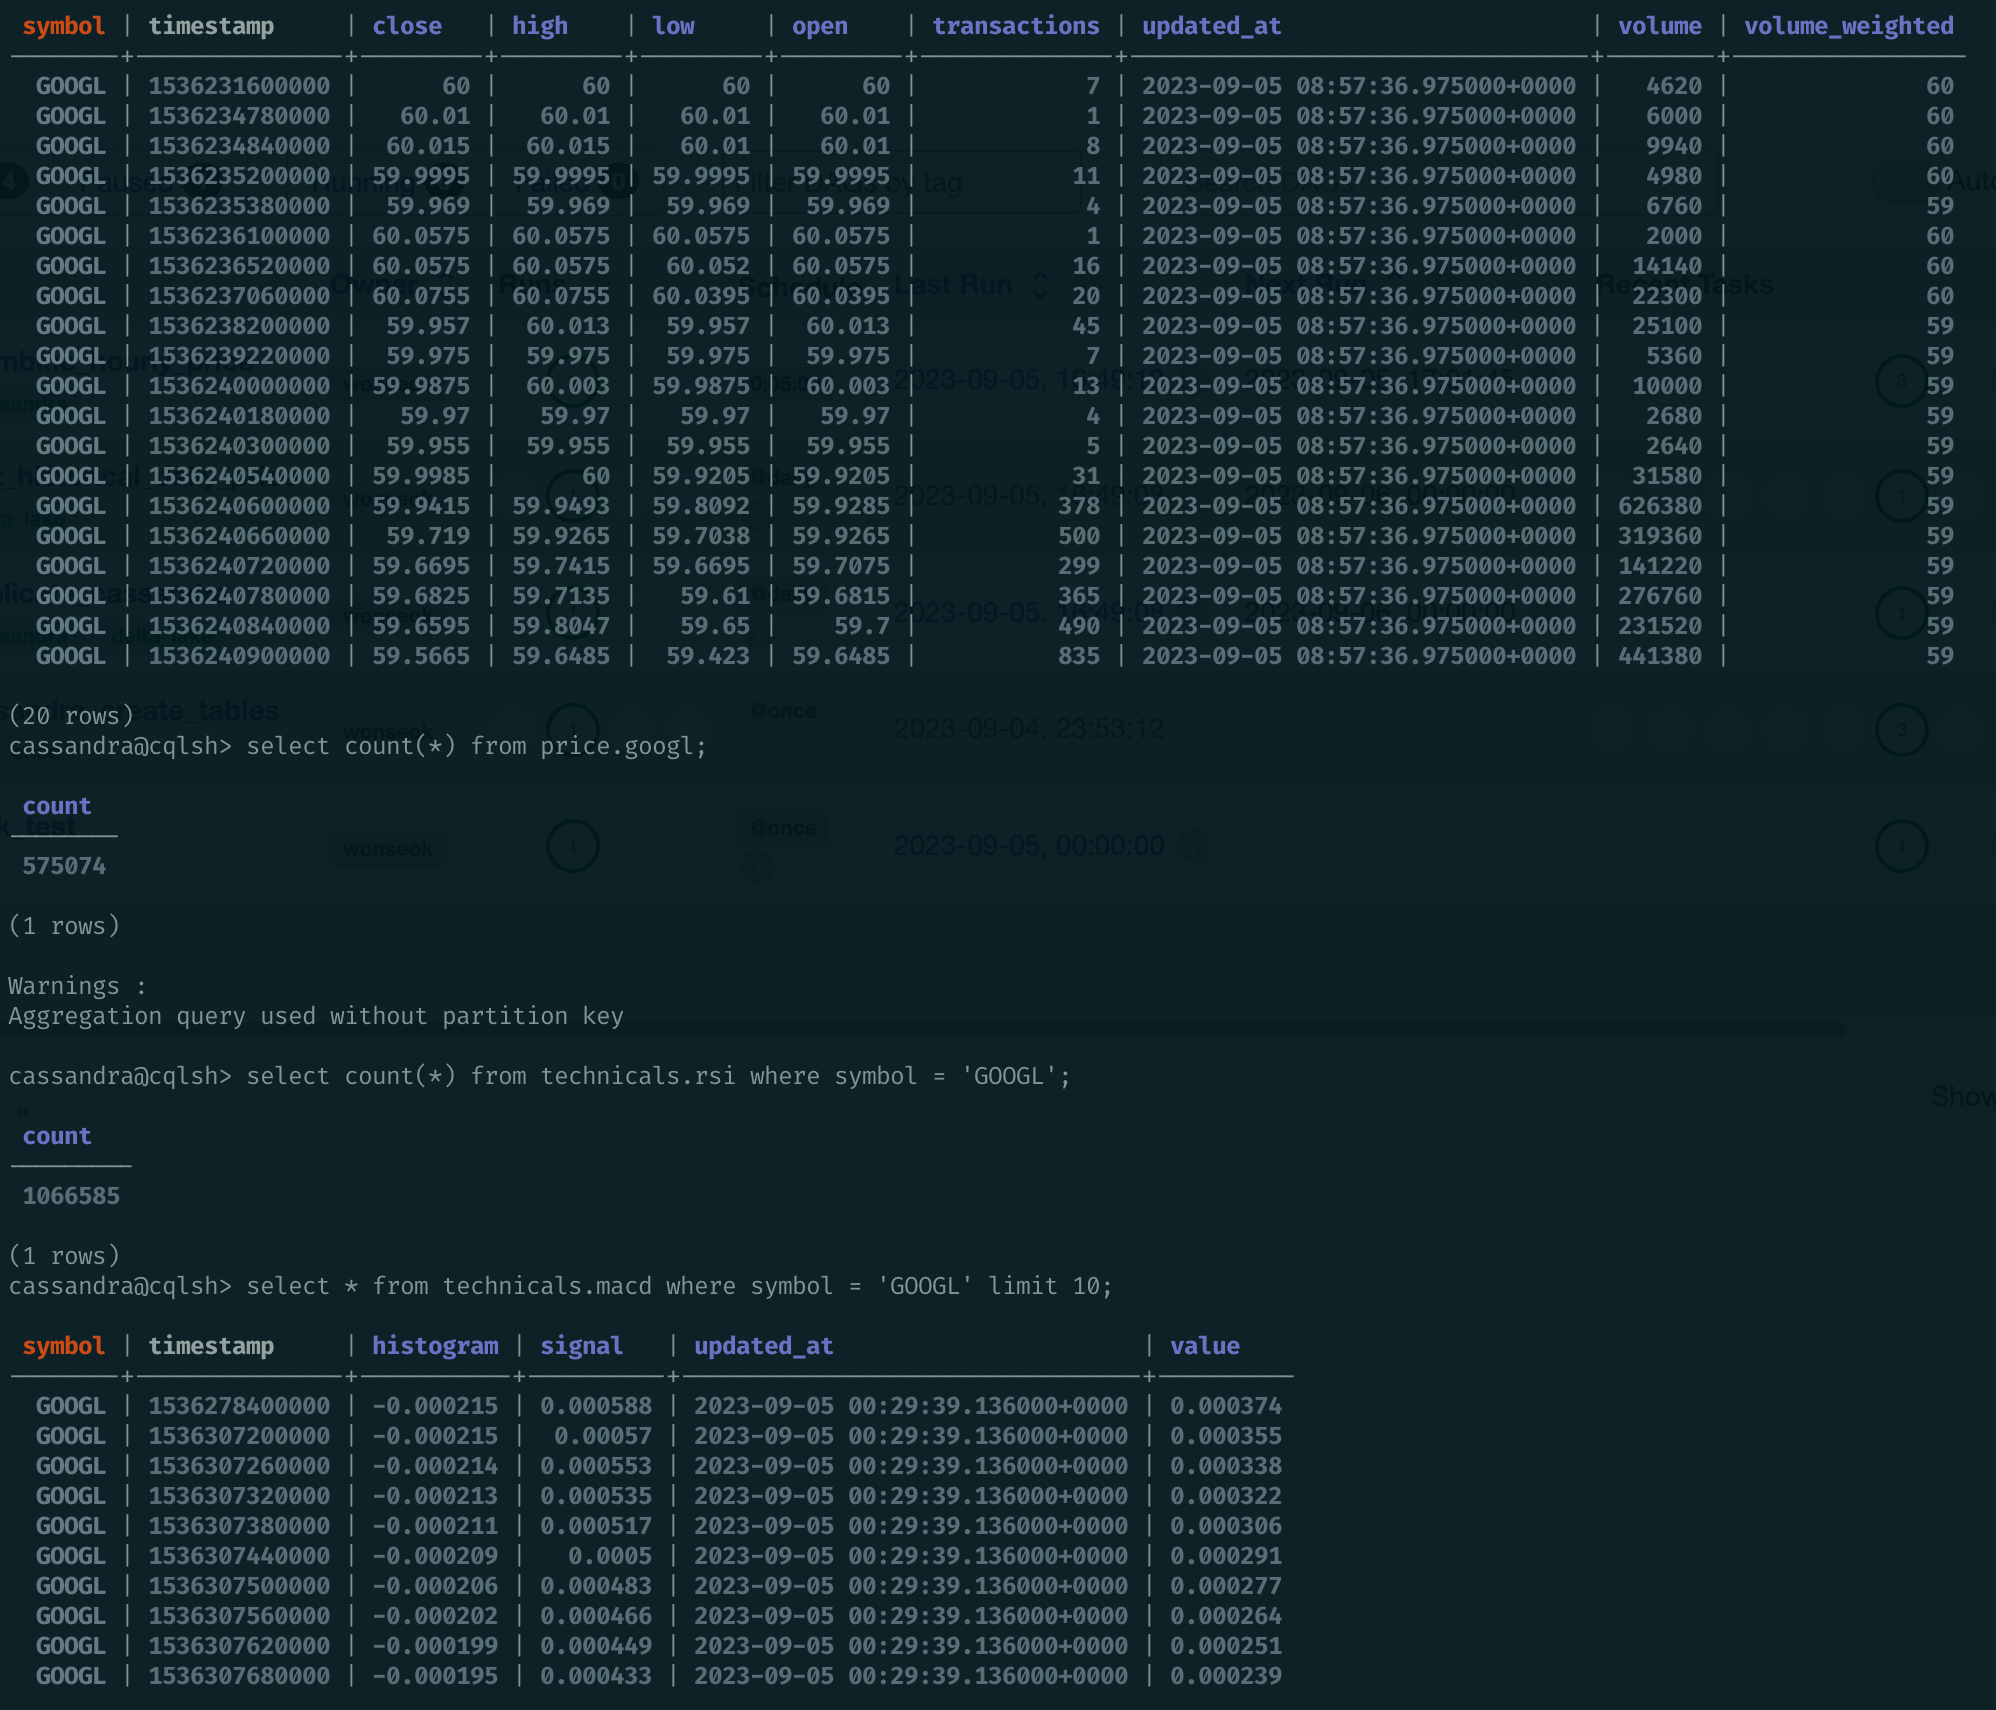 symbol | timestamp | close | high | low | open | transactions | updated_at | volume | volume_weighted
GOOGL | 1536231600000 | 60 | 60 | 60 | 60 | 7 | 2023-09-05 08:57:36.975000+0000 | 4620 | 60
GOOGL | 1536234780000 | 60.01 | 60.01 | 60.01 | 60.01 | 1 | 2023-09-05 08:57:36.975000+0000 | 6000 | 60
GOOGL | 1536234840000 | 60.015 | 60.015 | 60.01 | 60.01 | 8 | 2023-09-05 08:57:36.975000+0000 | 9940 | 60
GOOGL | 1536235200000 | 59.9995 | 59.9995 | 59.9995 | 59.9995 | 11 | 2023-09-05 08:57:36.975000+0000 | 4980 | 60
GOOGL | 1536235380000 | 59.969 | 59.969 | 59.969 | 59.969 | 4 | 2023-09-05 08:57:36.975000+0000 | 6760 | 59
GOOGL | 1536236100000 | 60.0575 | 60.0575 | 60.0575 | 60.0575 | 1 | 2023-09-05 08:57:36.975000+0000 | 2000 | 60
GOOGL | 1536236520000 | 60.0575 | 60.0575 | 60.052 | 60.0575 | 16 | 2023-09-05 08:57:36.975000+0000 | 14140 | 60
GOOGL | 1536237060000 | 60.0755 | 60.0755 | 60.0395 | 60.0395 | 20 | 2023-09-05 08:57:36.975000+0000 | 22300 | 60
GOOGL | 1536238200000 | 59.957 | 60.013 | 59.957 | 60.013 | 45 | 2023-09-05 08:57:36.975000+0000 | 25100 | 59
GOOGL | 1536239220000 | 59.975 | 59.975 | 59.975 | 59.975 | 7 | 2023-09-05 08:57:36.975000+0000 | 5360 | 59
GOOGL | 1536240000000 | 59.9875 | 60.003 | 59.9875 | 60.003 | 13 | 2023-09-05 08:57:36.975000+0000 | 10000 | 59
GOOGL | 1536240180000 | 59.97 | 59.97 | 59.97 | 59.97 | 4 | 2023-09-05 08:57:36.975000+0000 | 2680 | 59
GOOGL | 1536240300000 | 59.955 | 59.955 | 59.955 | 59.955 | 5 | 2023-09-05 08:57:36.975000+0000 | 2640 | 59
GOOGL | 1536240540000 | 59.9985 | 60 | 59.9205 | 59.9205 | 31 | 2023-09-05 08:57:36.975000+0000 | 31580 | 59
GOOGL | 1536240600000 | 59.9415 | 59.9493 | 59.8092 | 59.9285 | 378 | 2023-09-05 08:57:36.975000+0000 | 626380 | 59
GOOGL | 1536240660000 | 59.719 | 59.9265 | 59.7038 | 59.9265 | 500 | 2023-09-05 08:57:36.975000+0000 | 319360 | 59
GOOGL | 1536240720000 | 59.6695 | 59.7415 | 59.6695 | 59.7075 | 299 | 2023-09-05 08:57:36.975000+0000 | 141220 | 59
GOOGL | 1536240780000 | 59.6825 | 59.7135 | 59.61 | 59.6815 | 365 | 2023-09-05 08:57:36.975000+0000 | 276760 | 59
GOOGL | 1536240840000 | 59.6595 | 59.8047 | 59.65 | 59.7 | 490 | 2023-09-05 08:57:36.975000+0000 | 231520 | 59
GOOGL | 1536240900000 | 59.5665 | 59.6485 | 59.423 | 59.6485 | 835 | 2023-09-05 08:57:36.975000+0000 | 441380 | 59
(20 rows)
cassandra@cqlsh> select count(*) from price.googl;
count
575074
(1 rows)
Warnings :
Aggregation query used without partition key
cassandra@cqlsh> select count(*) from technicals.rsi where symbol = 'GOOGL';
count
1066585
(1 rows)
cassandra@cqlsh> select * from technicals.macd where symbol = 'GOOGL' limit 10;
symbol | timestamp | histogram | signal | updated_at | value
GOOGL | 1536278400000 | -0.000215 | 0.000588 | 2023-09-05 00:29:39.136000+0000 | 0.000374
GOOGL | 1536307200000 | -0.000215 | 0.00057 | 2023-09-05 00:29:39.136000+0000 | 0.000355
GOOGL | 1536307260000 | -0.000214 | 0.000553 | 2023-09-05 00:29:39.136000+0000 | 0.000338
GOOGL | 1536307320000 | -0.000213 | 0.000535 | 2023-09-05 00:29:39.136000+0000 | 0.000322
GOOGL | 1536307380000 | -0.000211 | 0.000517 | 2023-09-05 00:29:39.136000+0000 | 0.000306
GOOGL | 1536307440000 | -0.000209 | 0.0005 | 2023-09-05 00:29:39.136000+0000 | 0.000291
GOOGL | 1536307500000 | -0.000206 | 0.000483 | 2023-09-05 00:29:39.136000+0000 | 0.000277
GOOGL | 1536307560000 | -0.000202 | 0.000466 | 2023-09-05 00:29:39.136000+0000 | 0.000264
GOOGL | 1536307620000 | -0.000199 | 0.000449 | 2023-09-05 00:29:39.136000+0000 | 0.000251
GOOGL | 1536307680000 | -0.000195 | 0.000433 | 2023-09-05 00:29:39.136000+0000 | 0.000239